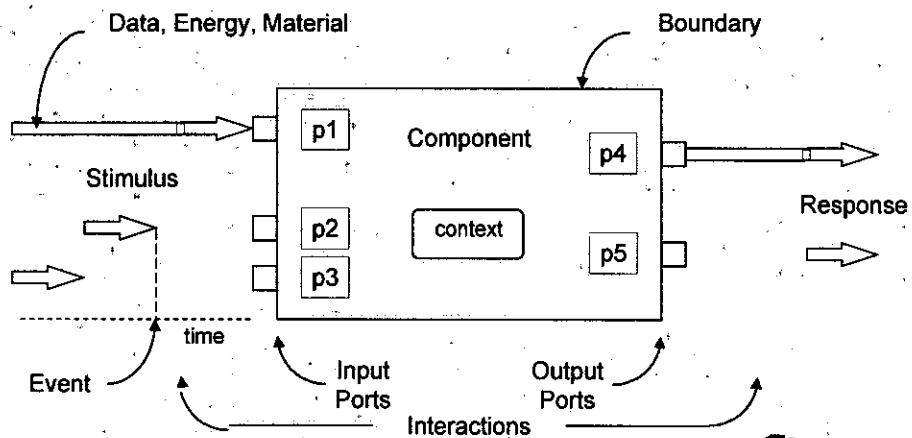 Data, Energy, Material
Boundary
p1
Component
p4
Stimulus
Response
p2
context
p5
p3
time
Event
Input
Ports
Output
Ports
Interactions